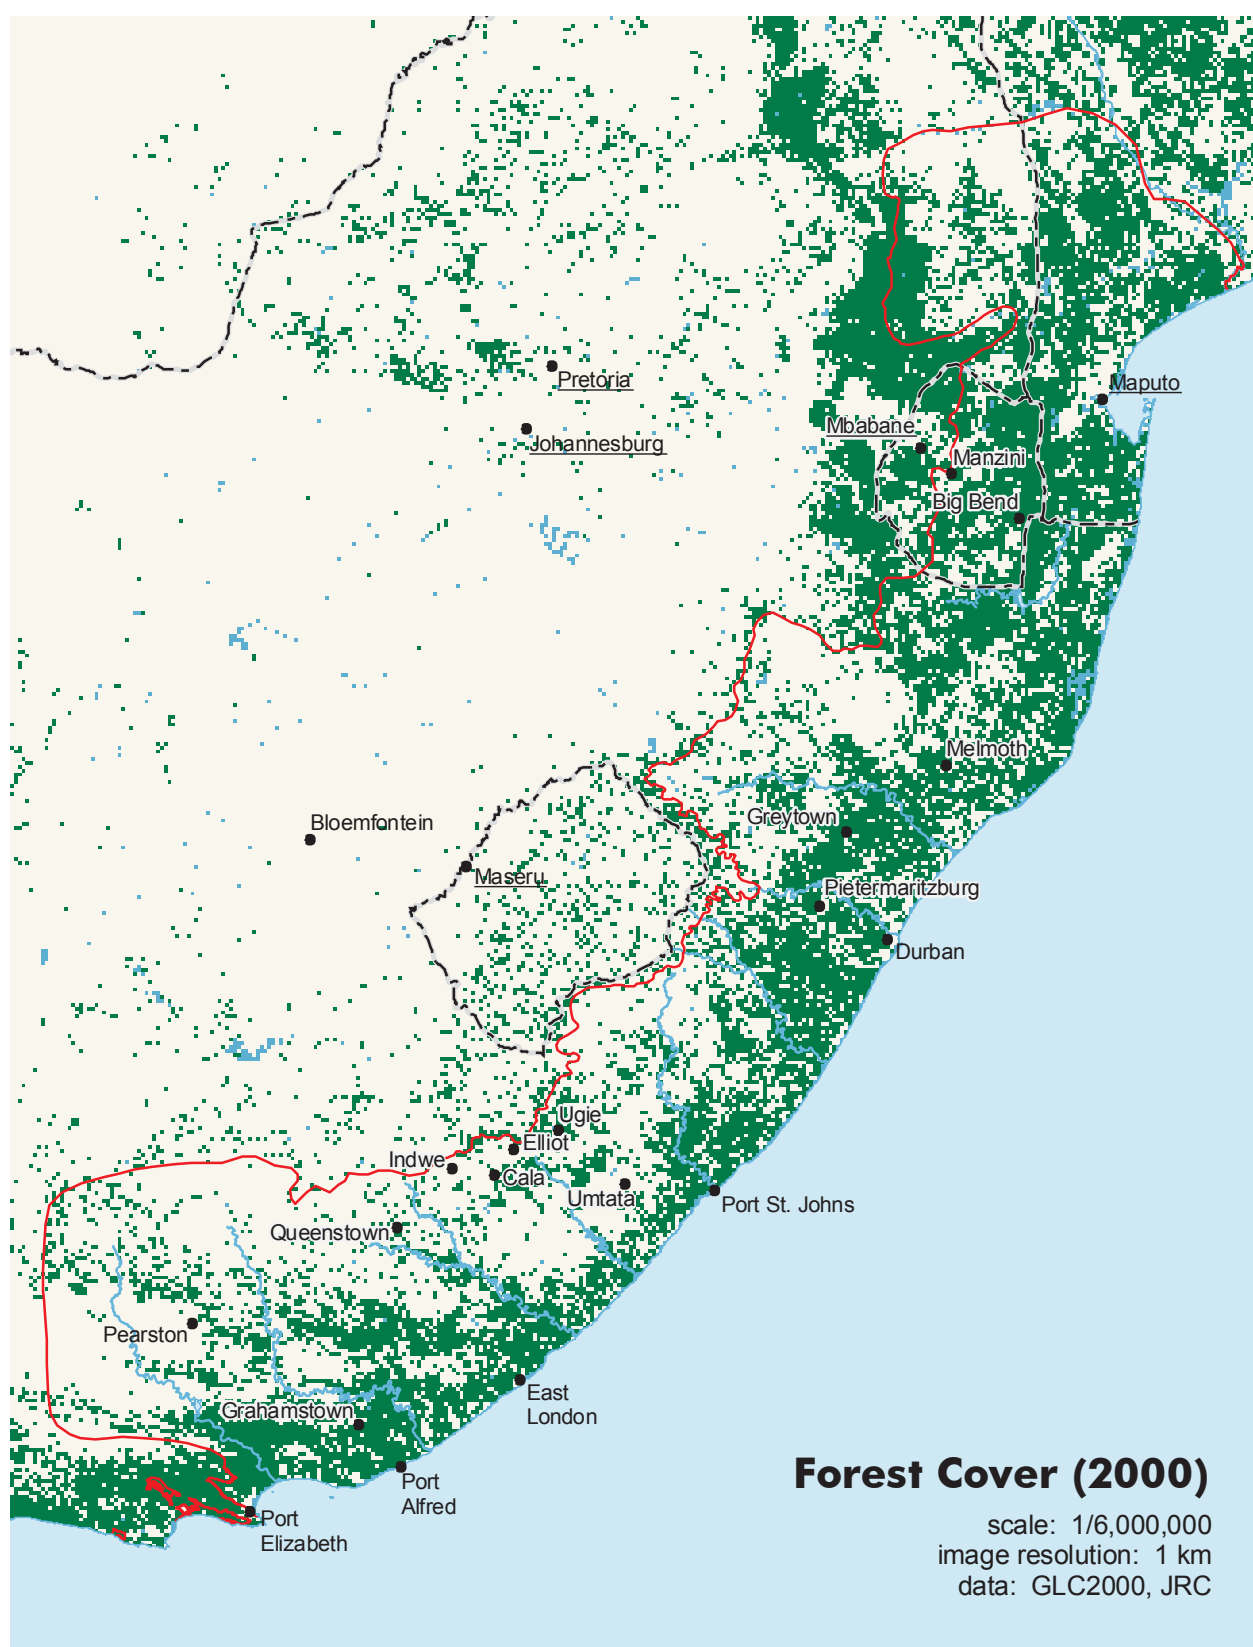 Pretoria
Johannesburg
Maputo
Mbabane
Manzini
Big Bend
Melmoth
Greytown
Bloemfontein
Maseru
Pietermaritzburg
Durban
Ugie
Elliot
Indwe
Cala
Umtata
Port St. Johns
Queenstown
Pearston
East
London
Grahamstown
Port
Alfred
Port
Elizabeth
Forest Cover (2000)
scale: 1/6,000,000
image resolution: 1 km
data: GLC2000, JRC